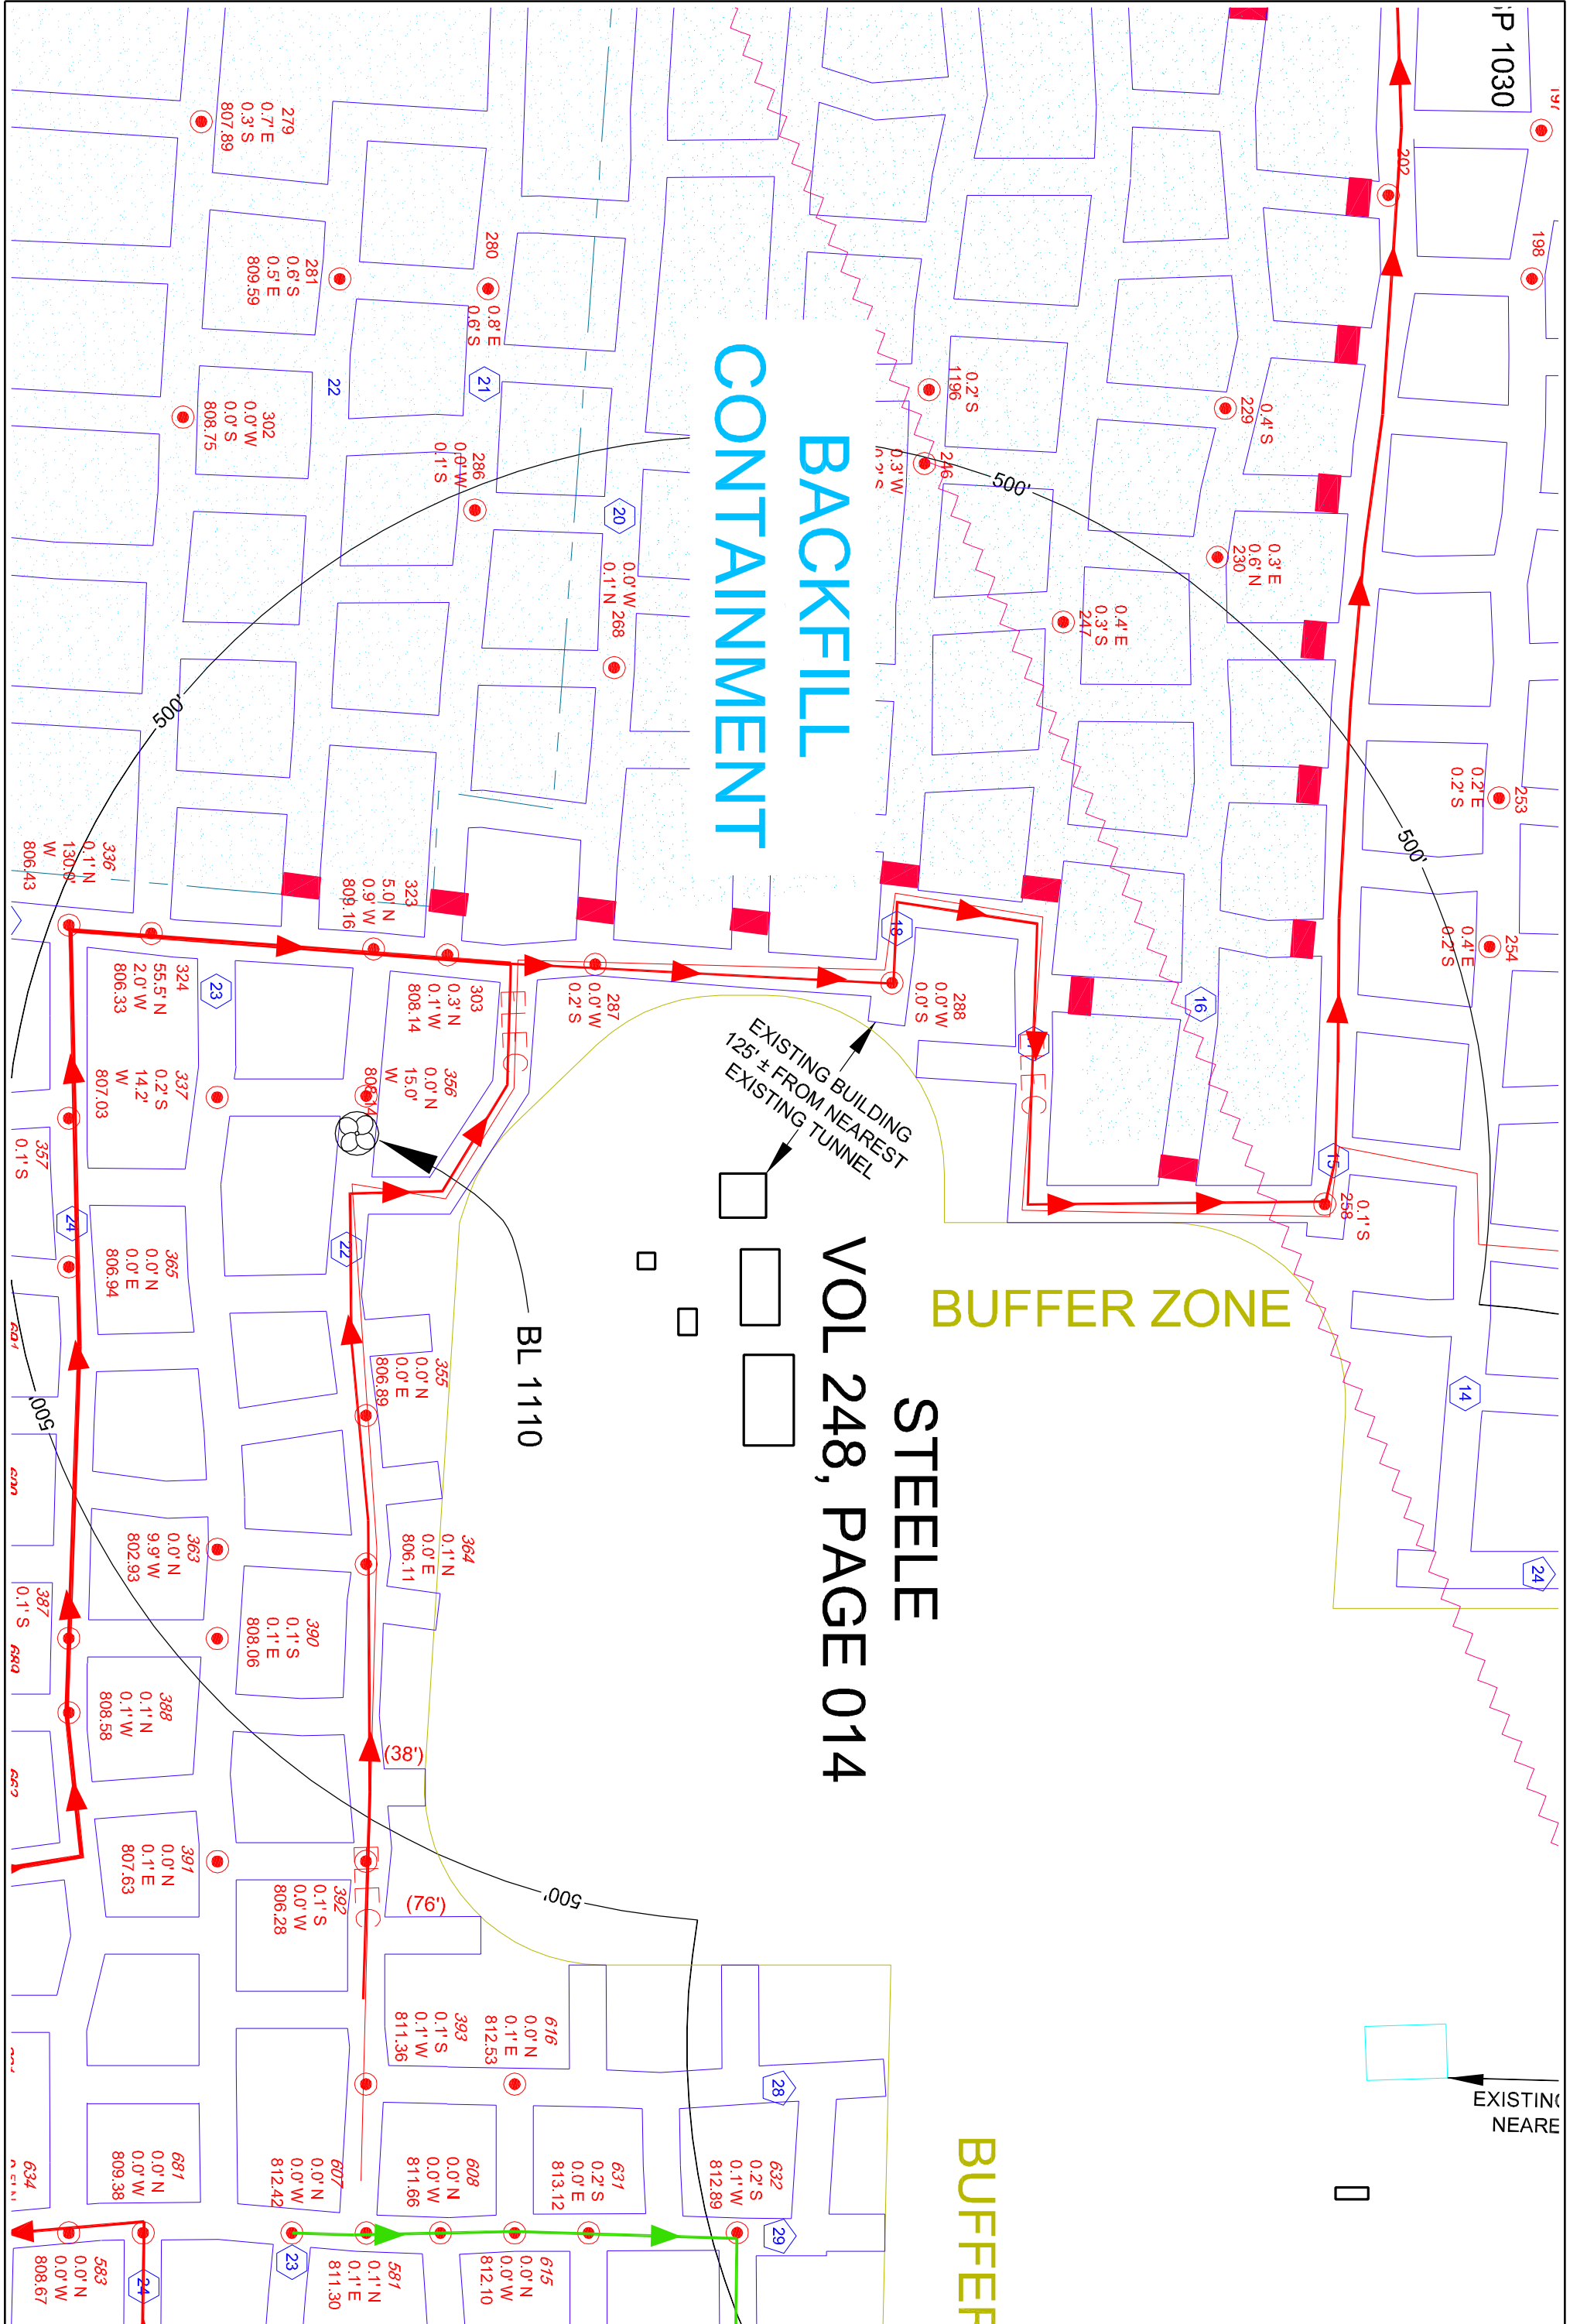 SP 1030
197
202
198
279
0.7' E
0.3' S
807.89
281
0.6' S
0.5' E
809.59
280
0.8' E
0.6' S
21
22
302
0.0' W
0.0' S
808.75
286
0.0' W
0.1' S
20
0.0' W
0.1' N
268
BACKFILL
CONTAINMENT
0.2' S
1196
246
0.3' W
0.4' S
229
0.3' E
0.6' N
230
0.4' E
0.3' S
247
500'
500'
500'
253
0.2' E
0.2' S
254
0.4' E
0.2' S
336
0.1' N
130.0'
W
806.43
323
5.0' N
0.9' W
809.16
324
55.5' N
2.0' W
806.33
23
303
0.3' N
0.1' W
808.14
287
0.0' W
0.2' S
18
288
0.0' W
0.0' S
16
15
0.1' S
258
337
0.2' S
14.2'
W
807.03
356
0.0' N
15.0'
W
357
0.1' S
EXISTING BUILDING
125' ± FROM NEAREST
EXISTING TUNNEL
24
22
365
0.0' N
0.0' E
806.94
BL 1110
BUFFER ZONE
STEELE
VOL 248, PAGE 014
14
24
355
0.0' N
0.0' E
806.89
691
500'
690
363
0.0' N
9.9' W
802.93
364
0.1' N
0.0' E
806.11
387
0.1' S
689
390
0.1' S
0.1' E
808.06
388
0.1' N
0.1' W
808.58
(38')
391
0.0' N
0.1' E
807.63
392
0.1' S
0.0' W
806.28
(76')
500'
393
0.1' S
0.1' W
811.36
616
0.0' N
0.1' E
812.53
28
EXISTING
NEARE
634
681
0.0' N
0.0' W
809.38
607
0.0' N
0.0' W
812.42
608
0.0' N
0.0' W
811.66
631
0.2' S
0.0' E
813.12
632
0.2' S
0.1' W
812.89
29
BUFFER
583
0.0' N
0.0' W
808.67
24
23
581
0.1' N
0.1' E
811.30
615
0.0' N
0.0' W
812.10